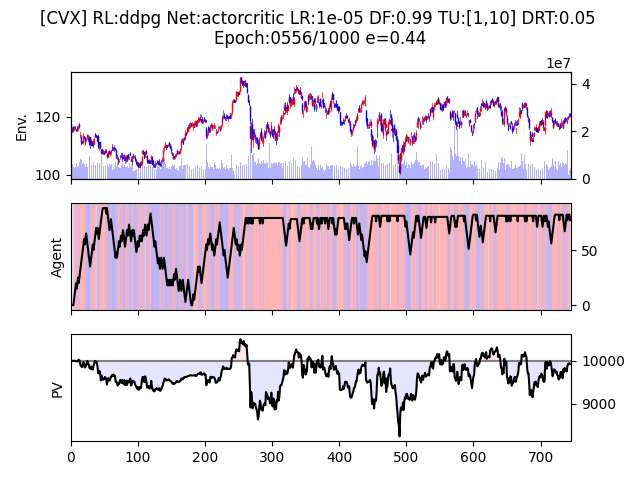 [CVX] RL:ddpg Net:actorcritic LR:1e-05 DF:0.99 TU:[1,10] DRT:0.05
Epoch:0556/1000 e=0.44
1e7
Env.
120
100
4
2
0
Agent
50
0
PV
10000
9000
0 100 200 300 400 500 600 700